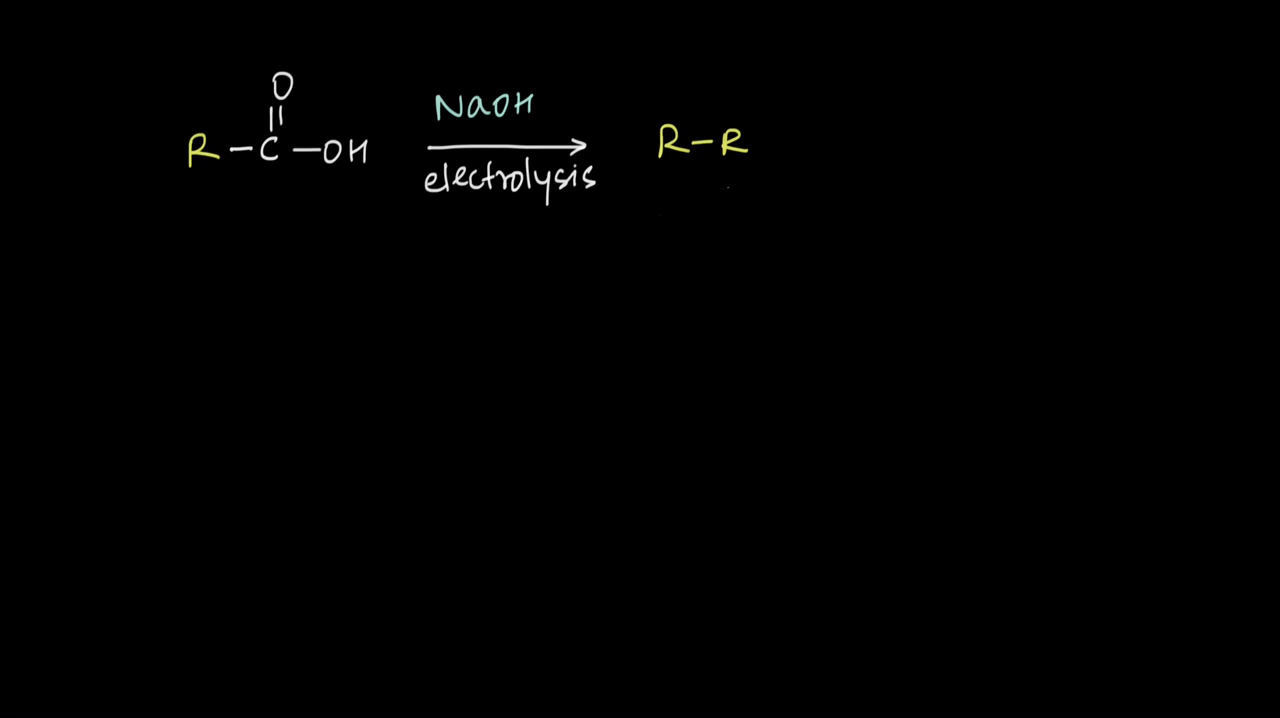 O
||
R-C-OH
NaOH
electrolysis
R-R